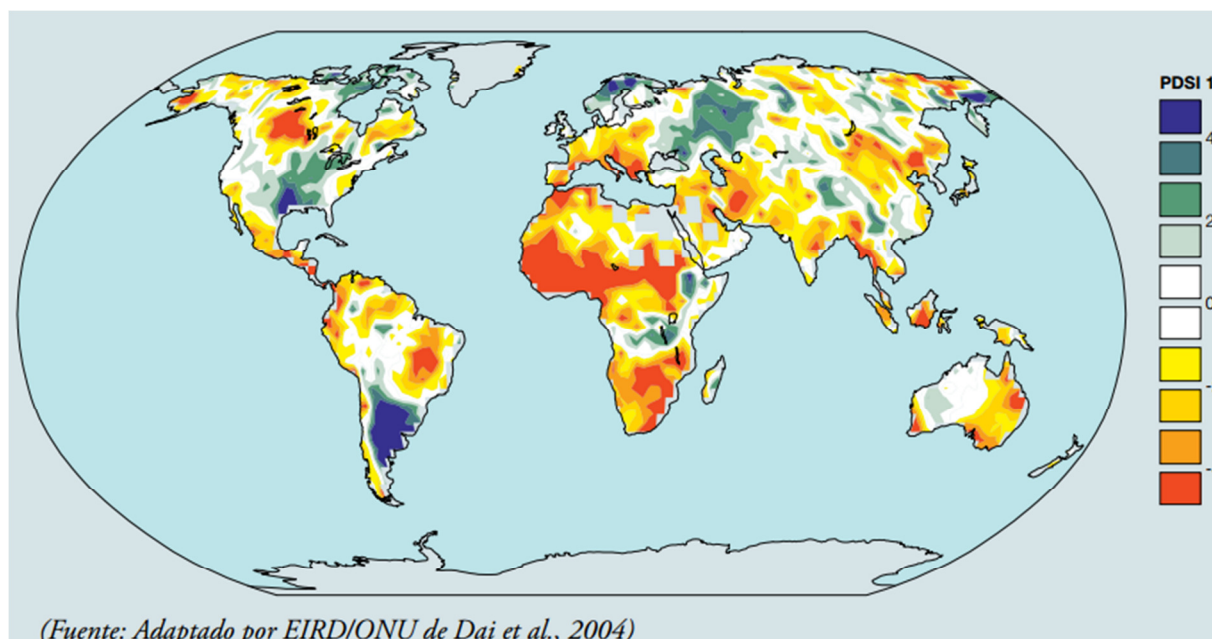 PDSI 1
4
2
0
-
-
(Fuente: Adaptado por EIRD/ONU de Dai et al., 2004)